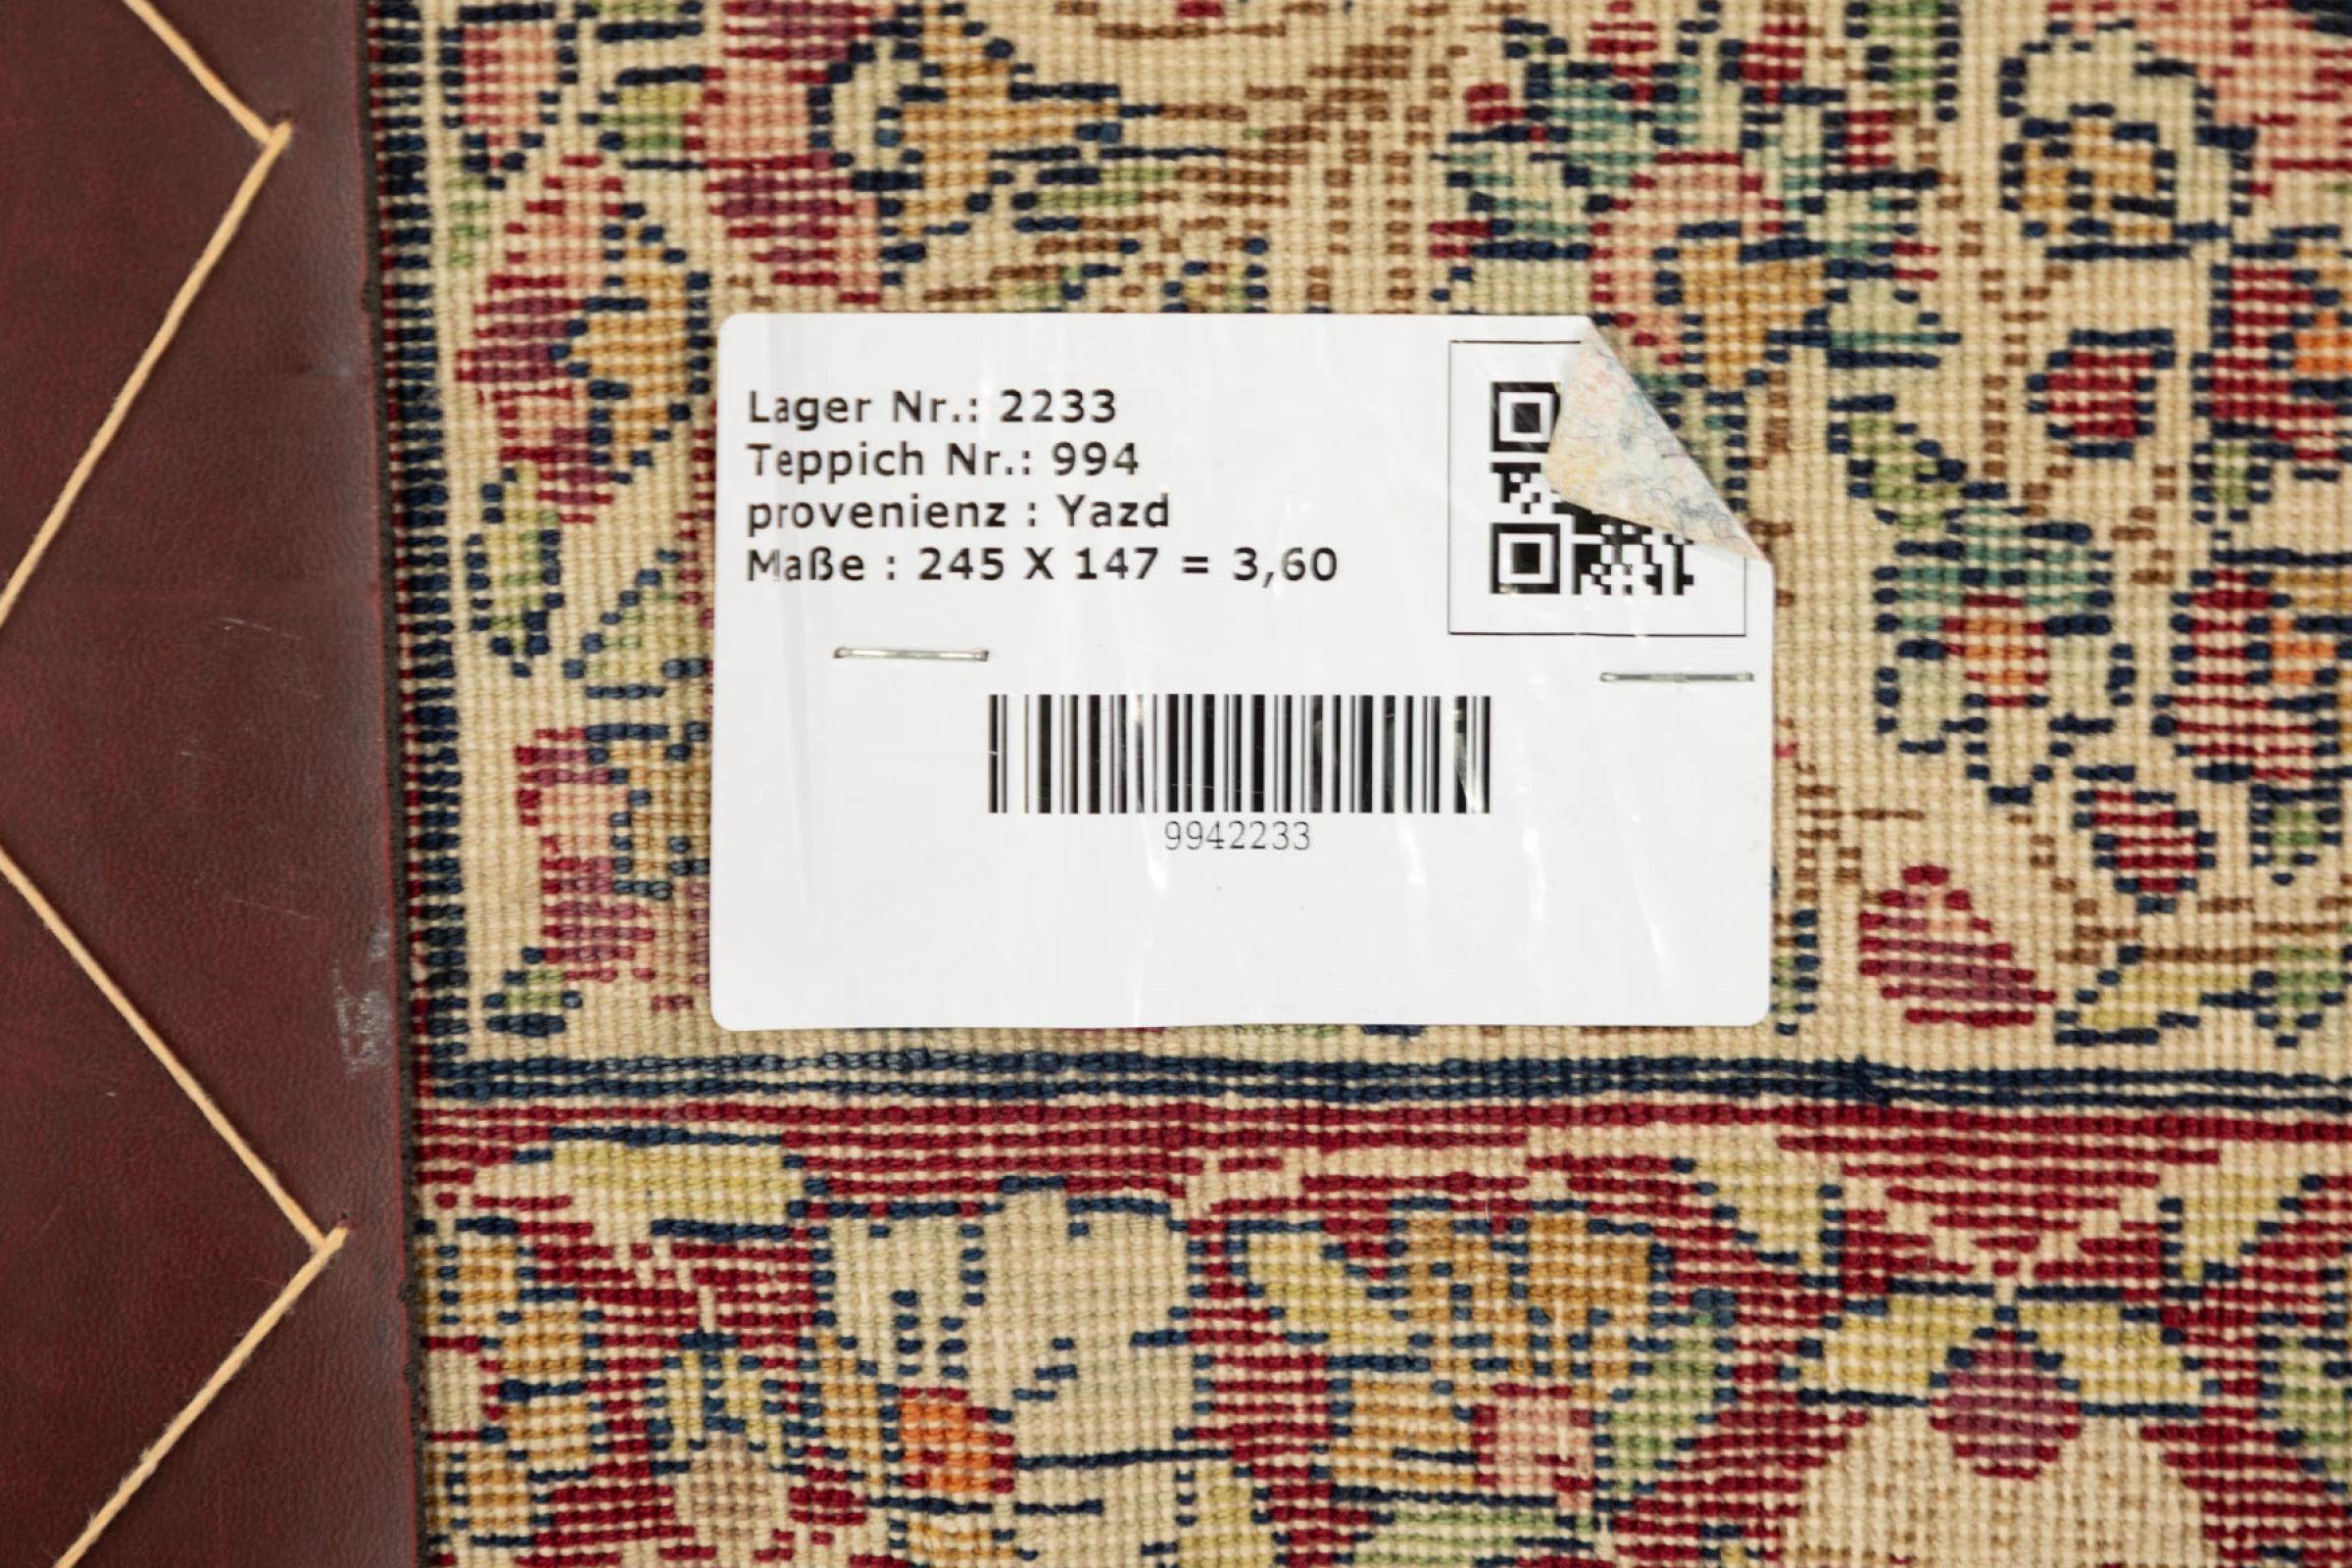 Lager Nr.: 2233
Teppich Nr.: 994
provenienz : Yazd
Maße : 245 X 147 = 3,60
9942233